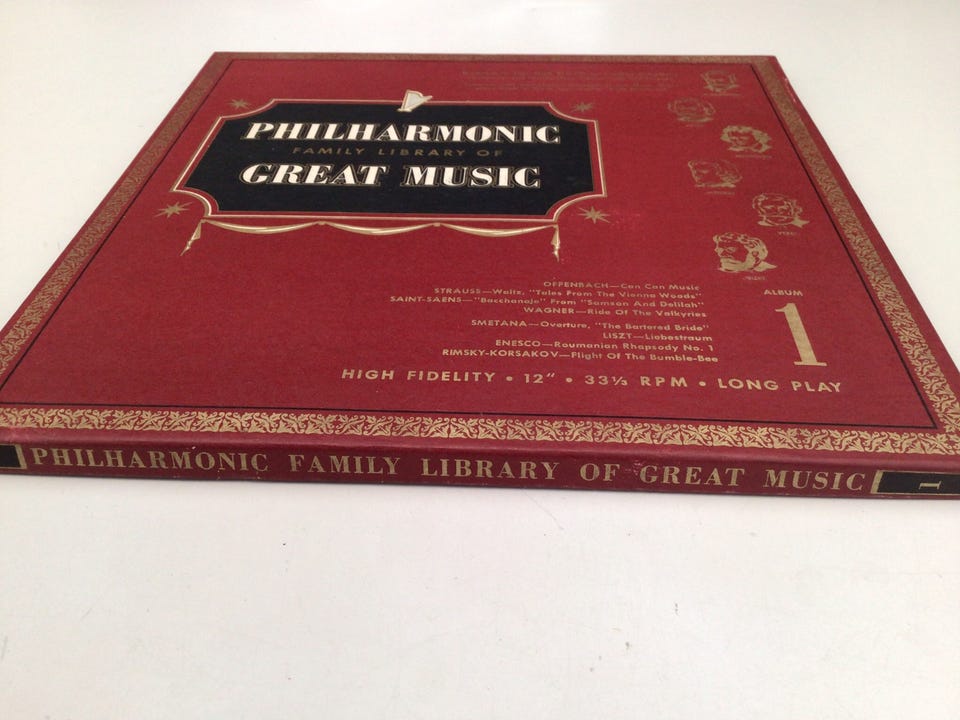 PHILHARMONIC
FAMILY LIBRARY OF
GREAT MUSIC
OFFENBACH—Can Can Music
STRAUSS—Waltz, "Tales From The Vienna Woods"
SAINT-SAENS—"Bacchanale" From "Samson And Delilah"
WAGNER—Ride Of The Valkyries
SMETANA—Overture, "The Bartered Bride"
LISZT—Liebestraum
ENESCO—Roumanian Rhapsody No. 1
RIMSKY-KORSAKOV—Flight Of The Bumble-Bee
ALBUM
1
HIGH FIDELITY • 12" • 33⅓ RPM • LONG PLAY
PHILHARMONIC FAMILY LIBRARY OF GREAT MUSIC 1